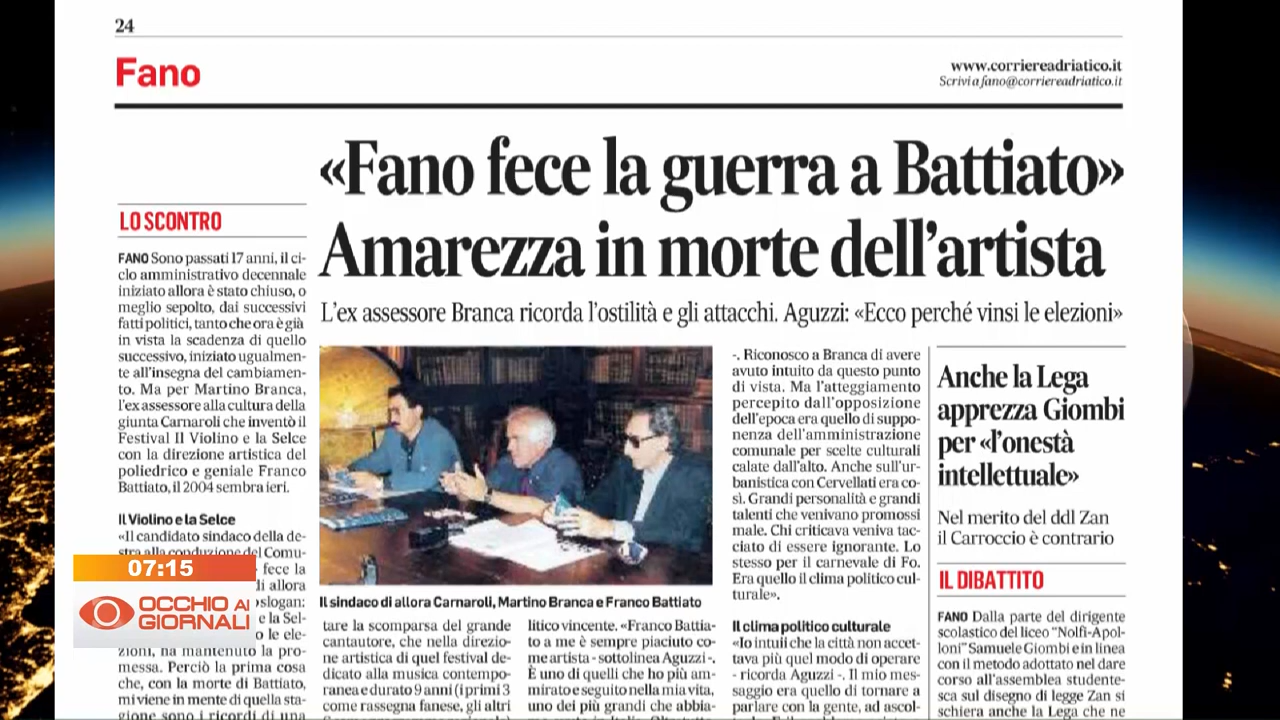 24
Fano
www.corriereadriatico.it
Scrivi a fano@corriereadriatico.it
«Fano fece la guerra a Battiato»
Amarezza in morte dell'artista
L'ex assessore Branca ricorda l'ostilità e gli attacchi. Aguzzi: «Ecco perché vinsi le elezioni»
LO SCONTRO
FANO Sono passati 17 anni, il ci-
clo amministrativo decennale
iniziato allora è stato chiuso, o
meglio sepolto, dai successivi
fatti politici, tanto che ora è già
in vista la scadenza di quello
successivo, iniziato ugualmen-
te all'insegna del cambiamen-
to. Ma per Martino Branca,
l'ex assessore alla cultura della
giunta Carnaroli che inventò il
Festival Il Violino e la Selce
con la direzione artistica del
poliedrico e geniale Franco
Battiato, il 2004 sembra ieri.
Il Violino e la Selce
«Il candidato sindaco della de-
stra alla conduzione del Comu-
fece la
di allora
slogan:
e la Sel-
o le ele-
zioni, ha mantenuto la pro-
messa. Perciò la prima cosa
che, con la morte di Battiato,
mi viene in mente di quella sta-
gione sono i ricordi di una
Il sindaco di allora Carnaroli, Martino Branca e Franco Battiato
tare la scomparsa del grande
cantautore, che nella direzio-
ne artistica di quel festival de-
dicato alla musica contempo-
ranea e durato 9 anni (i primi 3
come rassegna fanese, gli altri
litico vincente. «Franco Battia-
to a me è sempre piaciuto co-
me artista - sottolinea Aguzzi -.
È uno di quelli che ho più am-
mirato e seguito nella mia vita,
uno dei più grandi che abbia-
-. Riconosco a Branca di avere
avuto intuito da questo punto
di vista. Ma l'atteggiamento
percepito dall'opposizione
dell'epoca era quello di suppo-
nenza dell'amministrazione
comunale per scelte culturali
calate dall'alto. Anche sull'ur-
banistica con Cervellati era co-
sì. Grandi personalità e grandi
talenti che venivano promossi
male. Chi criticava veniva tac-
ciato di essere ignorante. Lo
stesso per il carnevale di Fo.
Era quello il clima politico cul-
turale».
Il clima politico culturale
«Io intuii che la città non accet-
tava più quel modo di operare
- ricorda Aguzzi -. Il mio mes-
saggio era quello di tornare a
parlare con la gente, ad ascol-
Anche la Lega
apprezza Giombi
per «l'onestà
intellettuale»
Nel merito del ddl Zan
il Carroccio è contrario
IL DIBATTITO
FANO Dalla parte del dirigente
scolastico del liceo "Nolfi-Apol-
loni" Samuele Giombi e in linea
con il metodo adottato nel dare
corso all'assemblea studente-
sca sul disegno di legge Zan si
schiera anche la Lega che ne
07:15
OCCHIO AI
GIORNALI